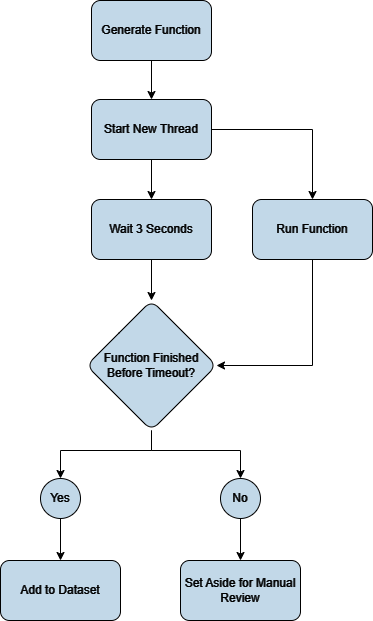 Generate Function
Start New Thread
Wait 3 Seconds
Run Function
Function Finished
Before Timeout?
Yes
No
Add to Dataset
Set Aside for Manual
Review